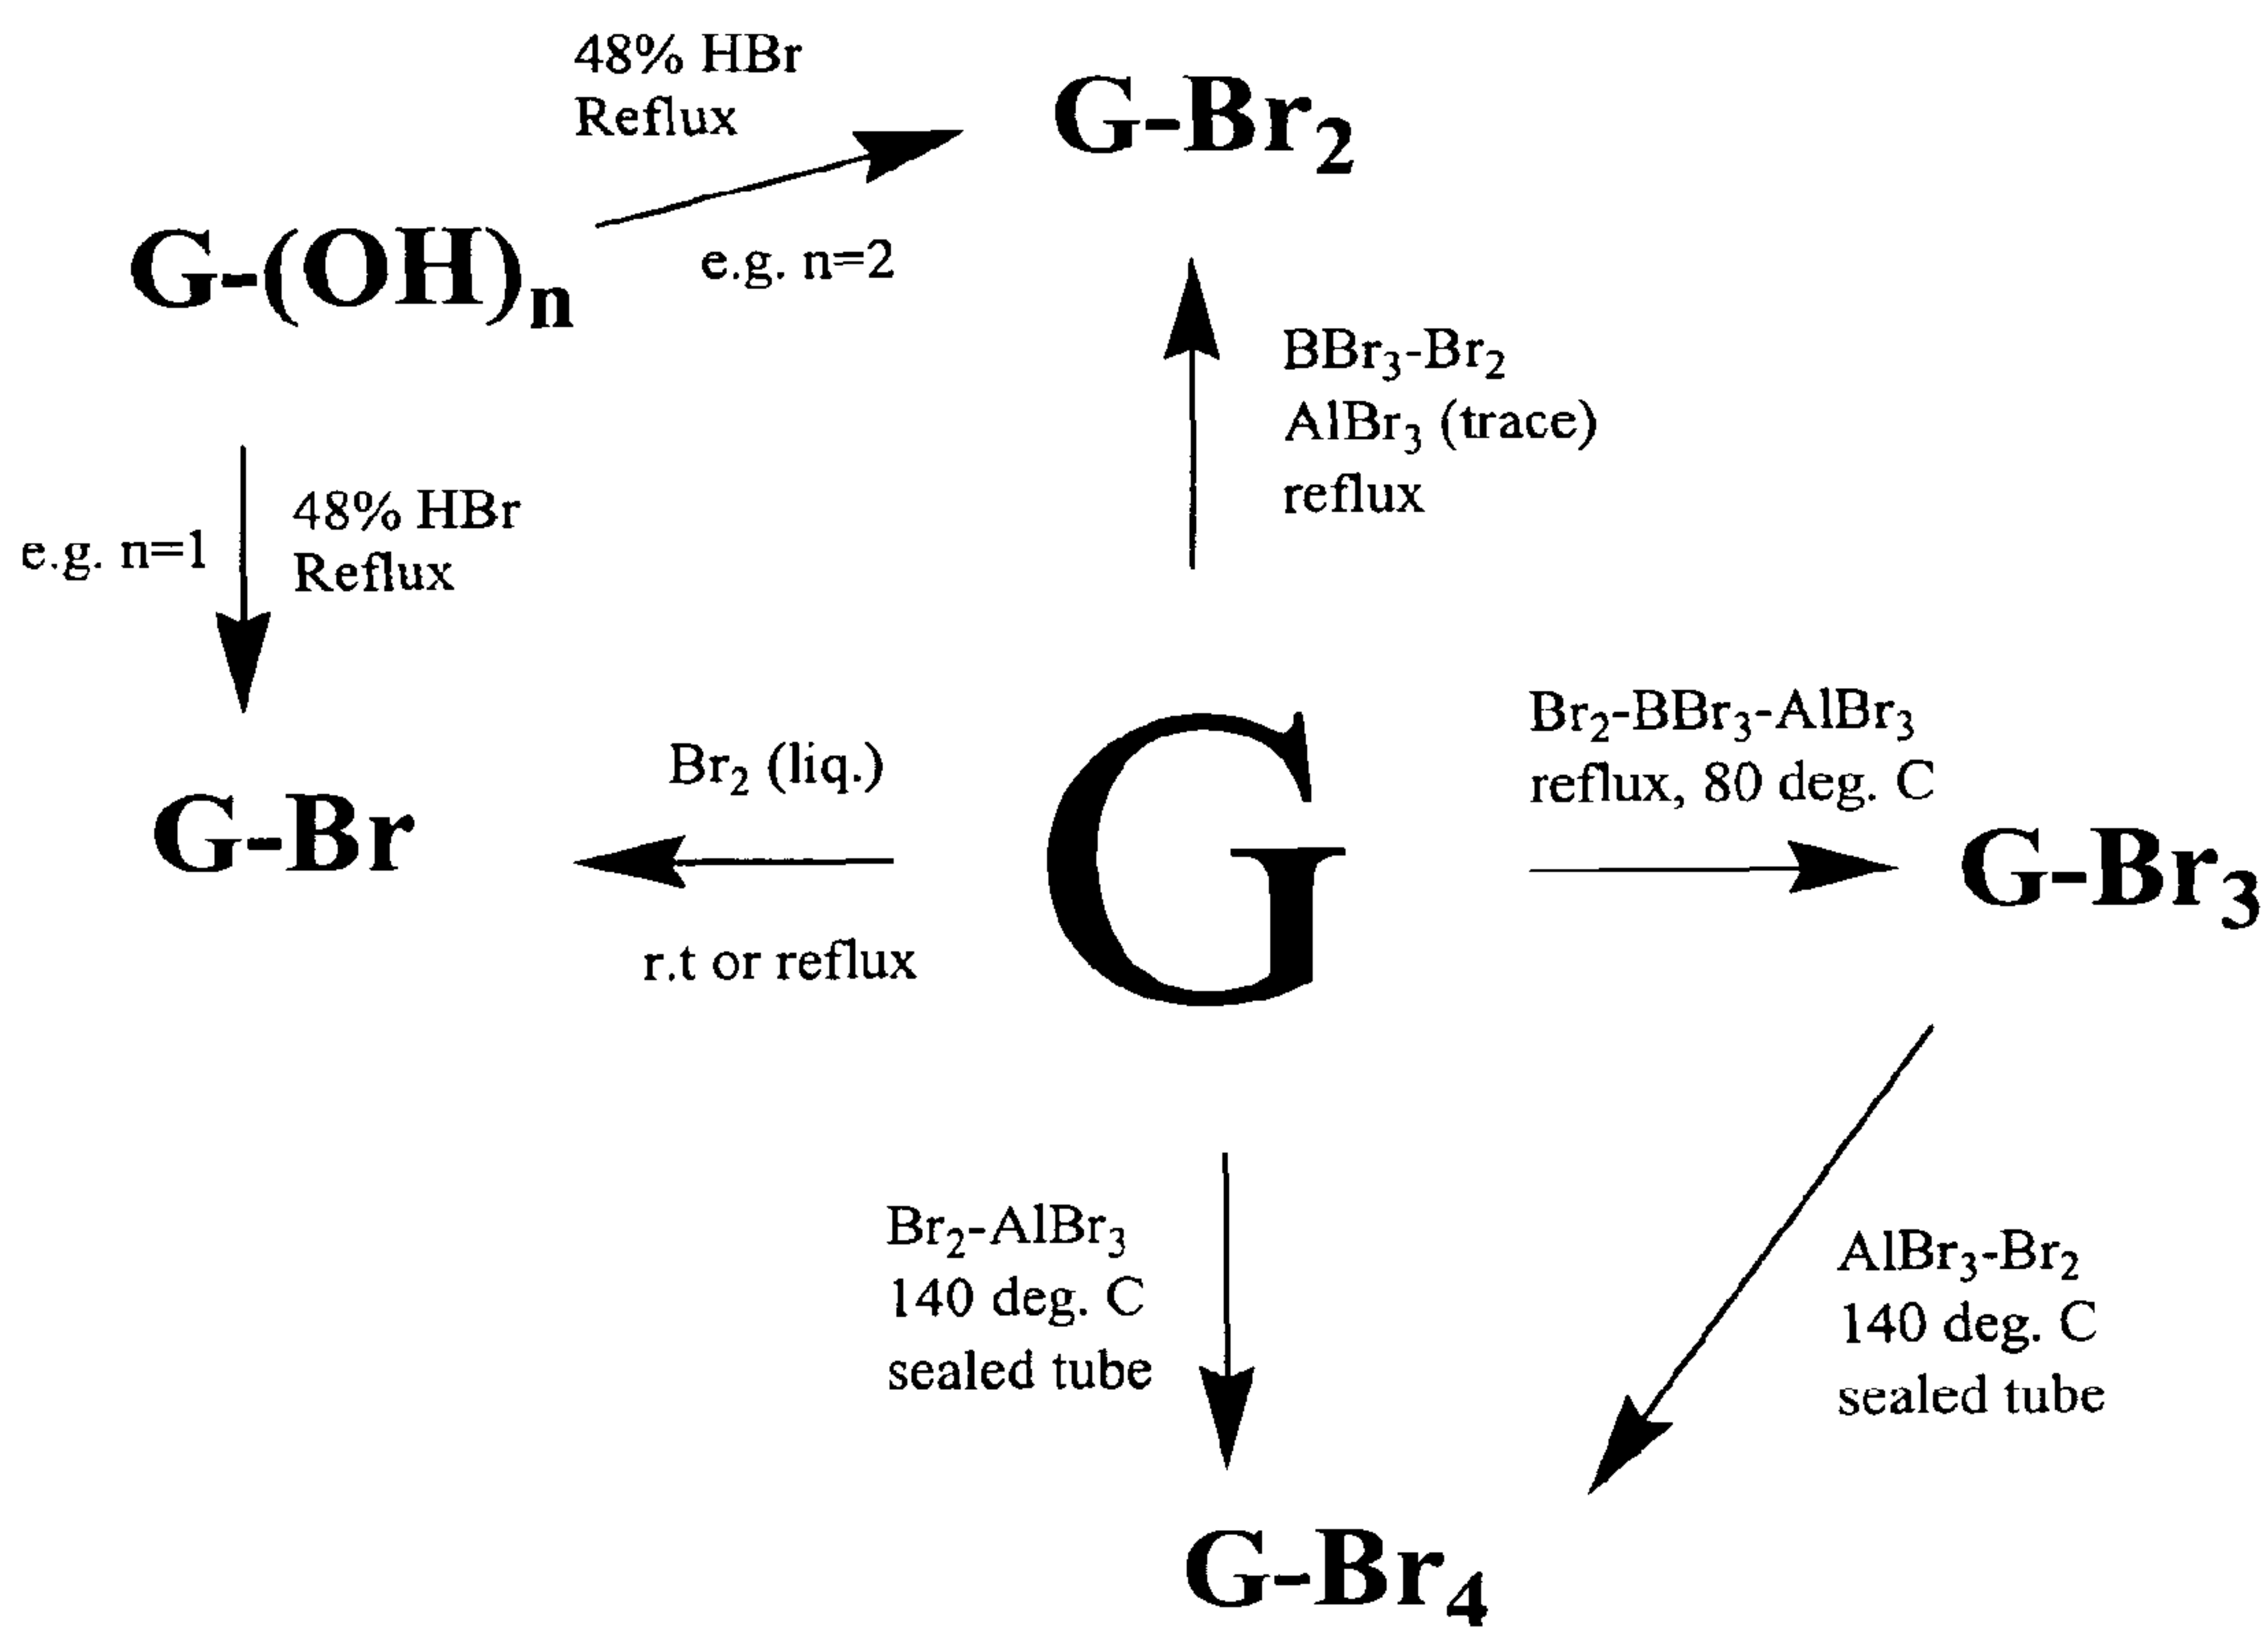 48% HBr
Reflux
G-Br2
G-(OH)n
e.g. n=2
BBr3-Br2
AlBr3 (trace)
reflux
e.g. n=1
48% HBr
Reflux
Br2 (liq.)
G-Br
r.t or reflux
G
Br2-BBr3-AlBr3
reflux, 80 deg. C
G-Br3
Br2-AlBr3
140 deg. C
sealed tube
AlBr3-Br2
140 deg. C
sealed tube
G-Br4